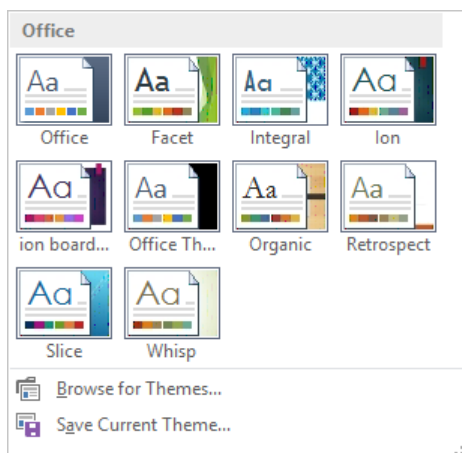 Office
Aa Aa Aa Aa
Office Facet Integral Ion
Aa Aa Aa Aa
ion board... Office Th... Organic Retrospect
Aa Aa
Slice Whisp
Browse for Themes...
Save Current Theme...